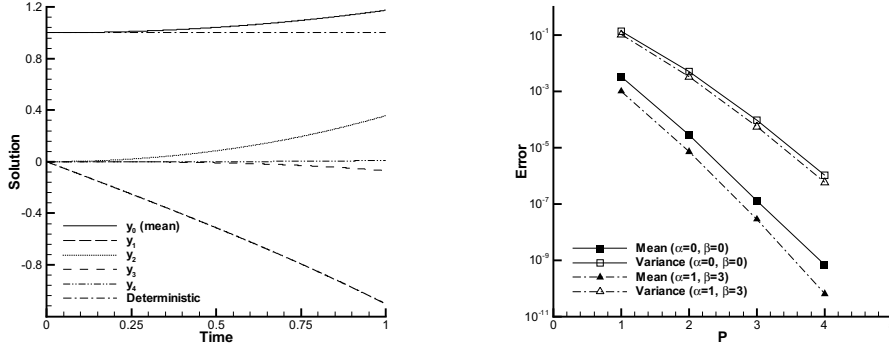 1.2
0.8
0.4
0
-0.4
-0.8
Solution
y₀ (mean)
y₁
y₂
y₃
y₄
Deterministic
0 0.25 0.5 0.75 1
Time
10⁻¹
10⁻³
10⁻⁵
10⁻⁷
10⁻⁹
10⁻¹¹
Error
Mean (α=0, β=0)
Variance (α=0, β=0)
Mean (α=1, β=3)
Variance (α=1, β=3)
0 1 2 3 4
P